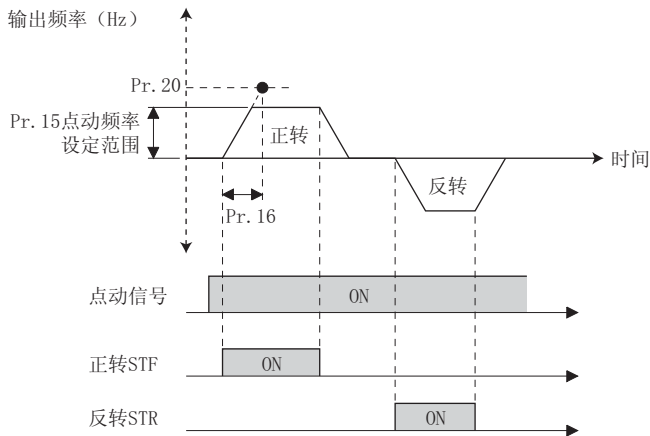 输出频率（Hz）
Pr.20
Pr.15点动频率
设定范围
正转
时间
反转
Pr.16
点动信号
ON
正转STF
ON
反转STR
ON